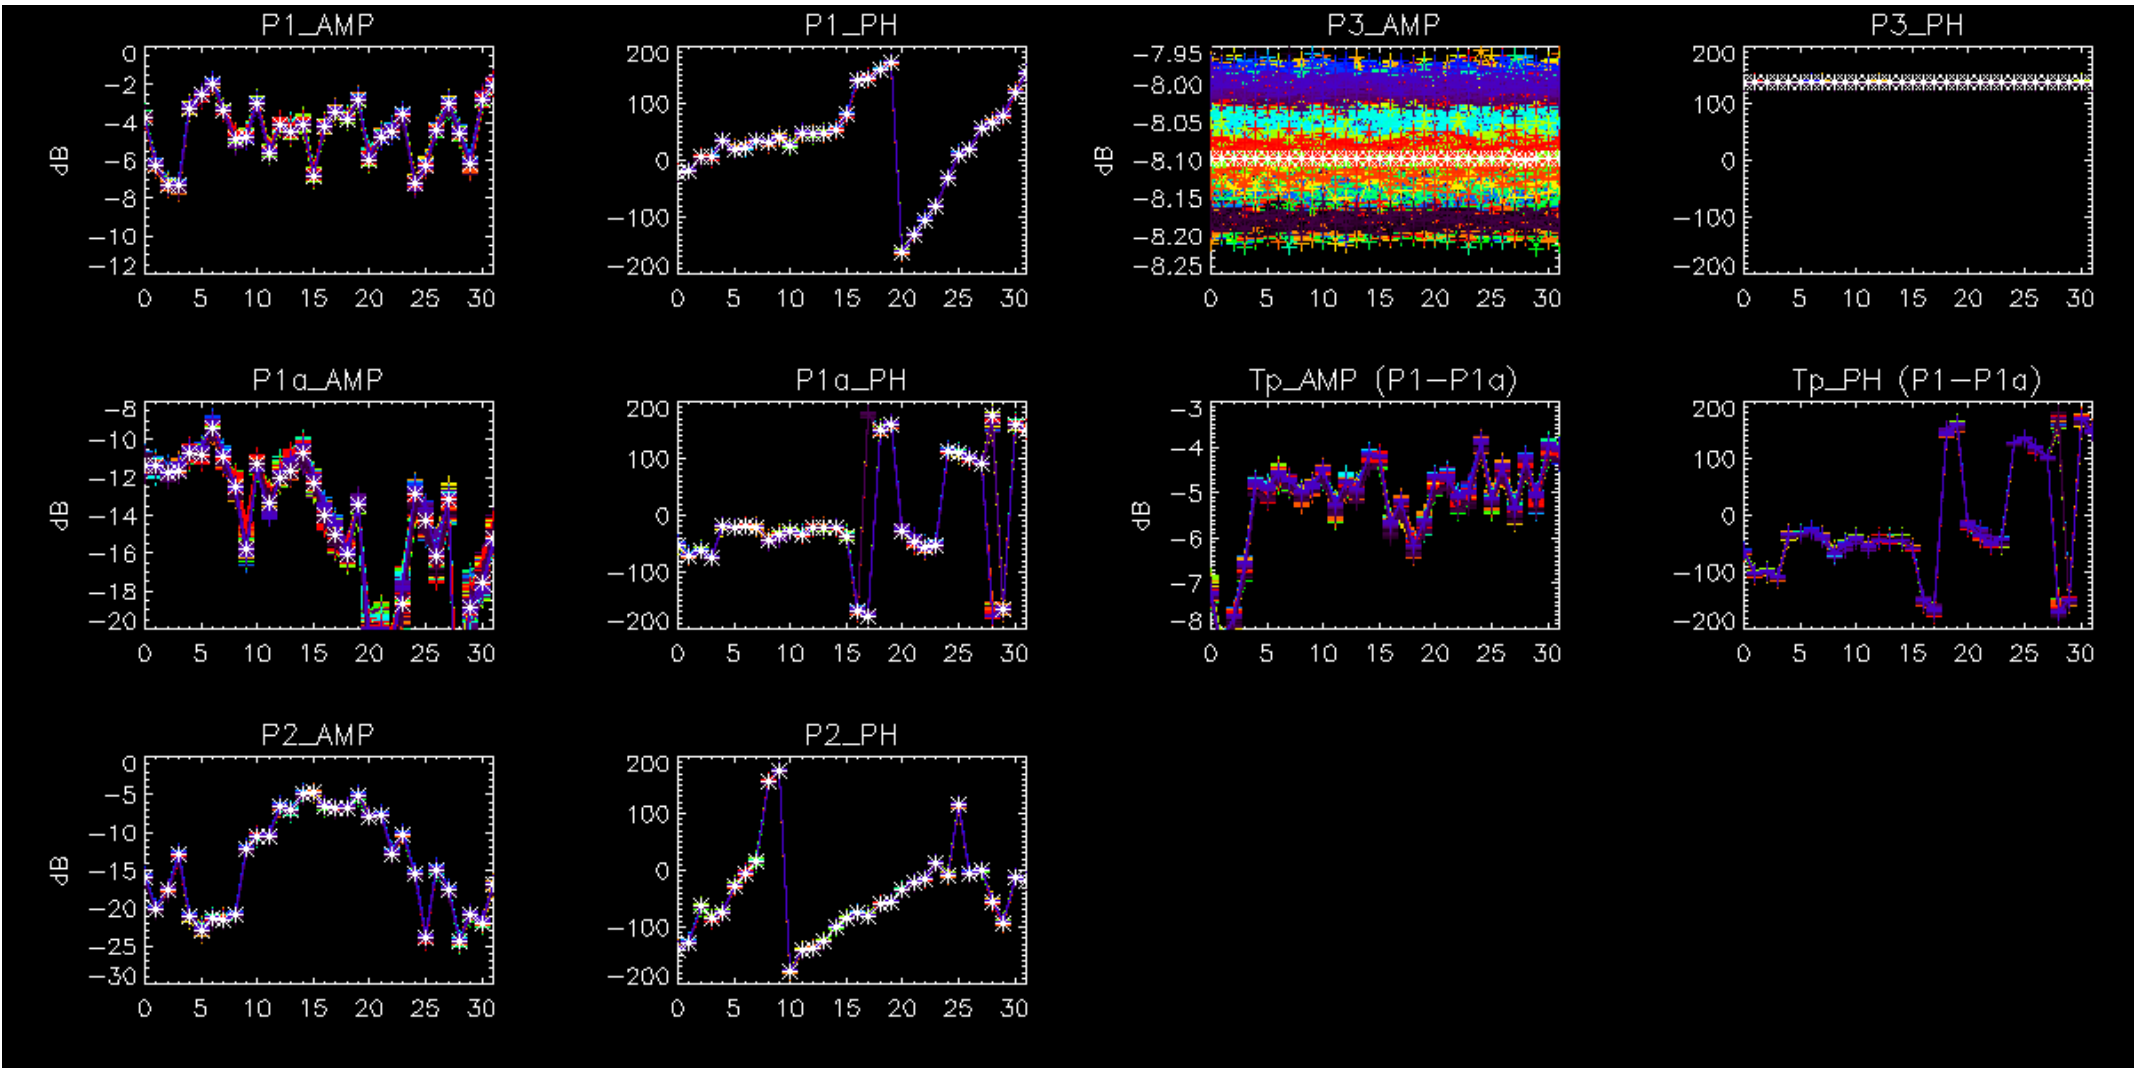 P1_AMP P1_PH P3_AMP P3_PH
0 200 -7.95 200
-2 100 -8.00 100
-4 0 -8.05 0
-6 -100 -8.10 -100
-8 -200 -8.15 -200
-10 -8.20
-12 -8.25
dB dB
0 5 10 15 20 25 30 0 5 10 15 20 25 30 0 5 10 15 20 25 30 0 5 10 15 20 25 30
P1a_AMP P1a_PH Tp_AMP (P1-P1a) Tp_PH (P1-P1a)
-8 200 -3 200
-10 100 -4 100
-12 0 -5 0
-14 -100 -6 -100
-16 -200 -7 -200
-18 -8
-20
dB dB
0 5 10 15 20 25 30 0 5 10 15 20 25 30 0 5 10 15 20 25 30 0 5 10 15 20 25 30
P2_AMP P2_PH
0 200
-5 100
-10 0
-15 -100
-20 -200
-25
-30
dB
0 5 10 15 20 25 30 0 5 10 15 20 25 30